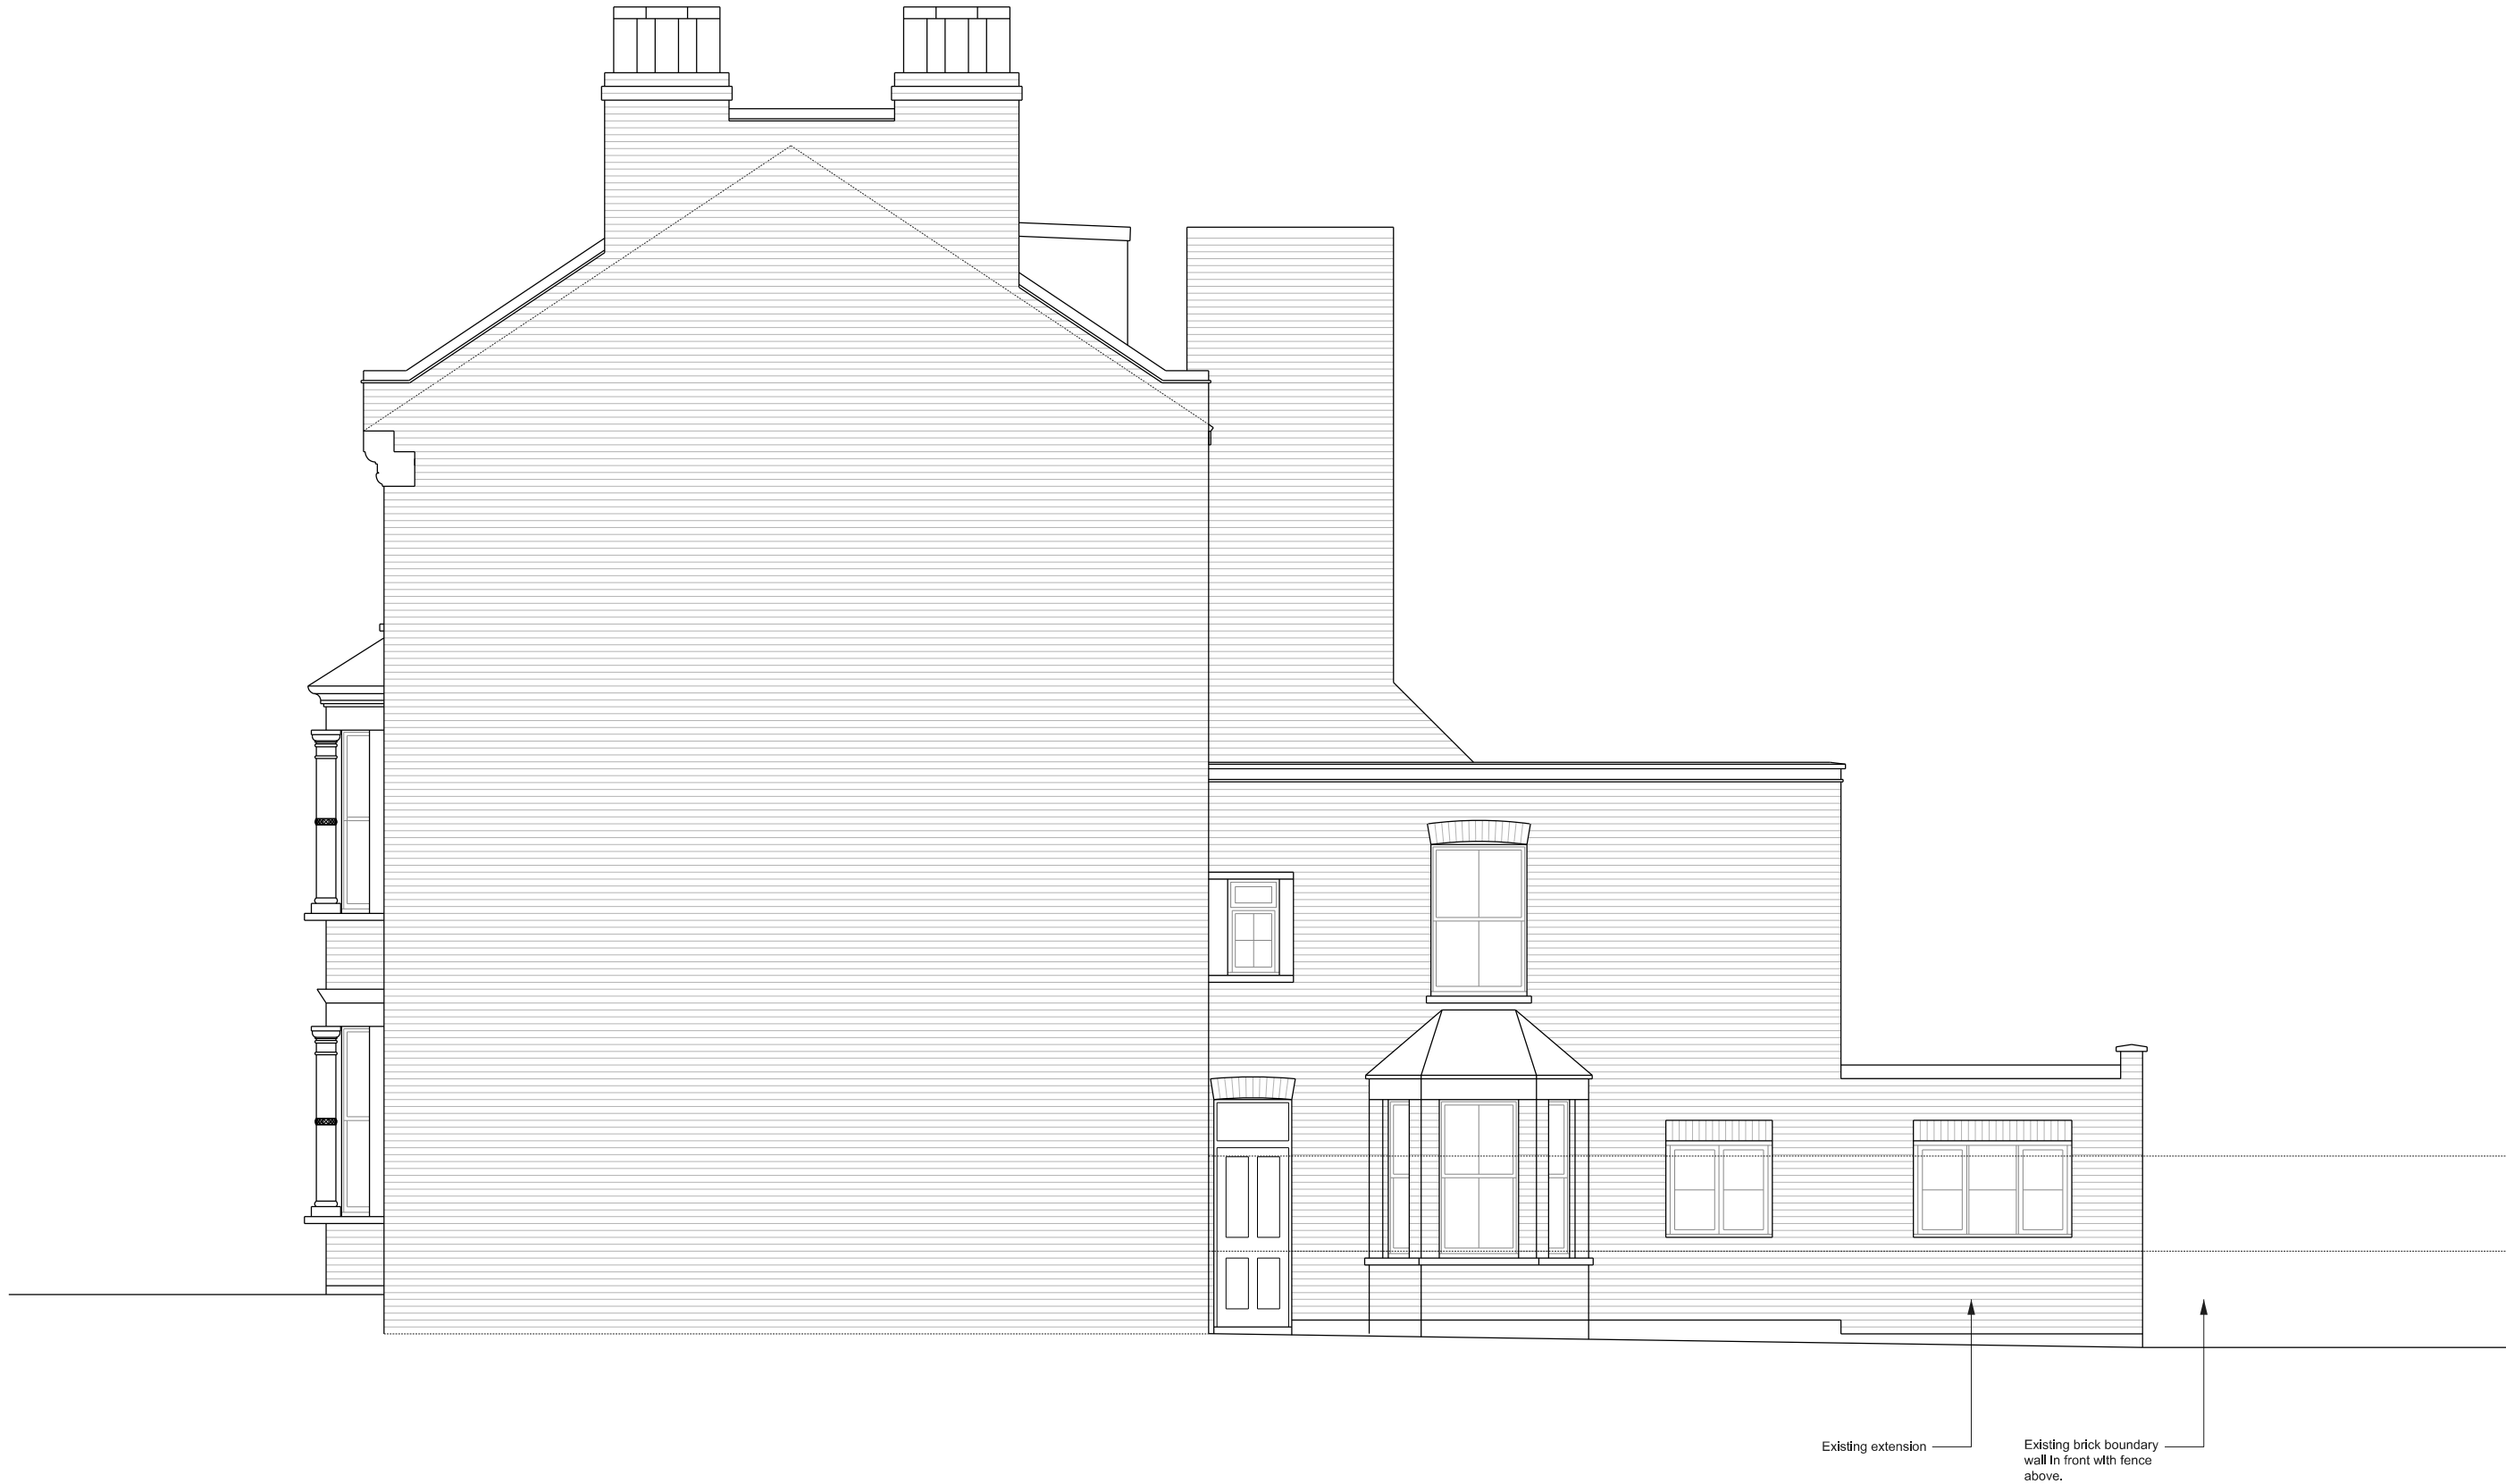 Existing extension
Existing brick boundary
wall in front with fence
above.